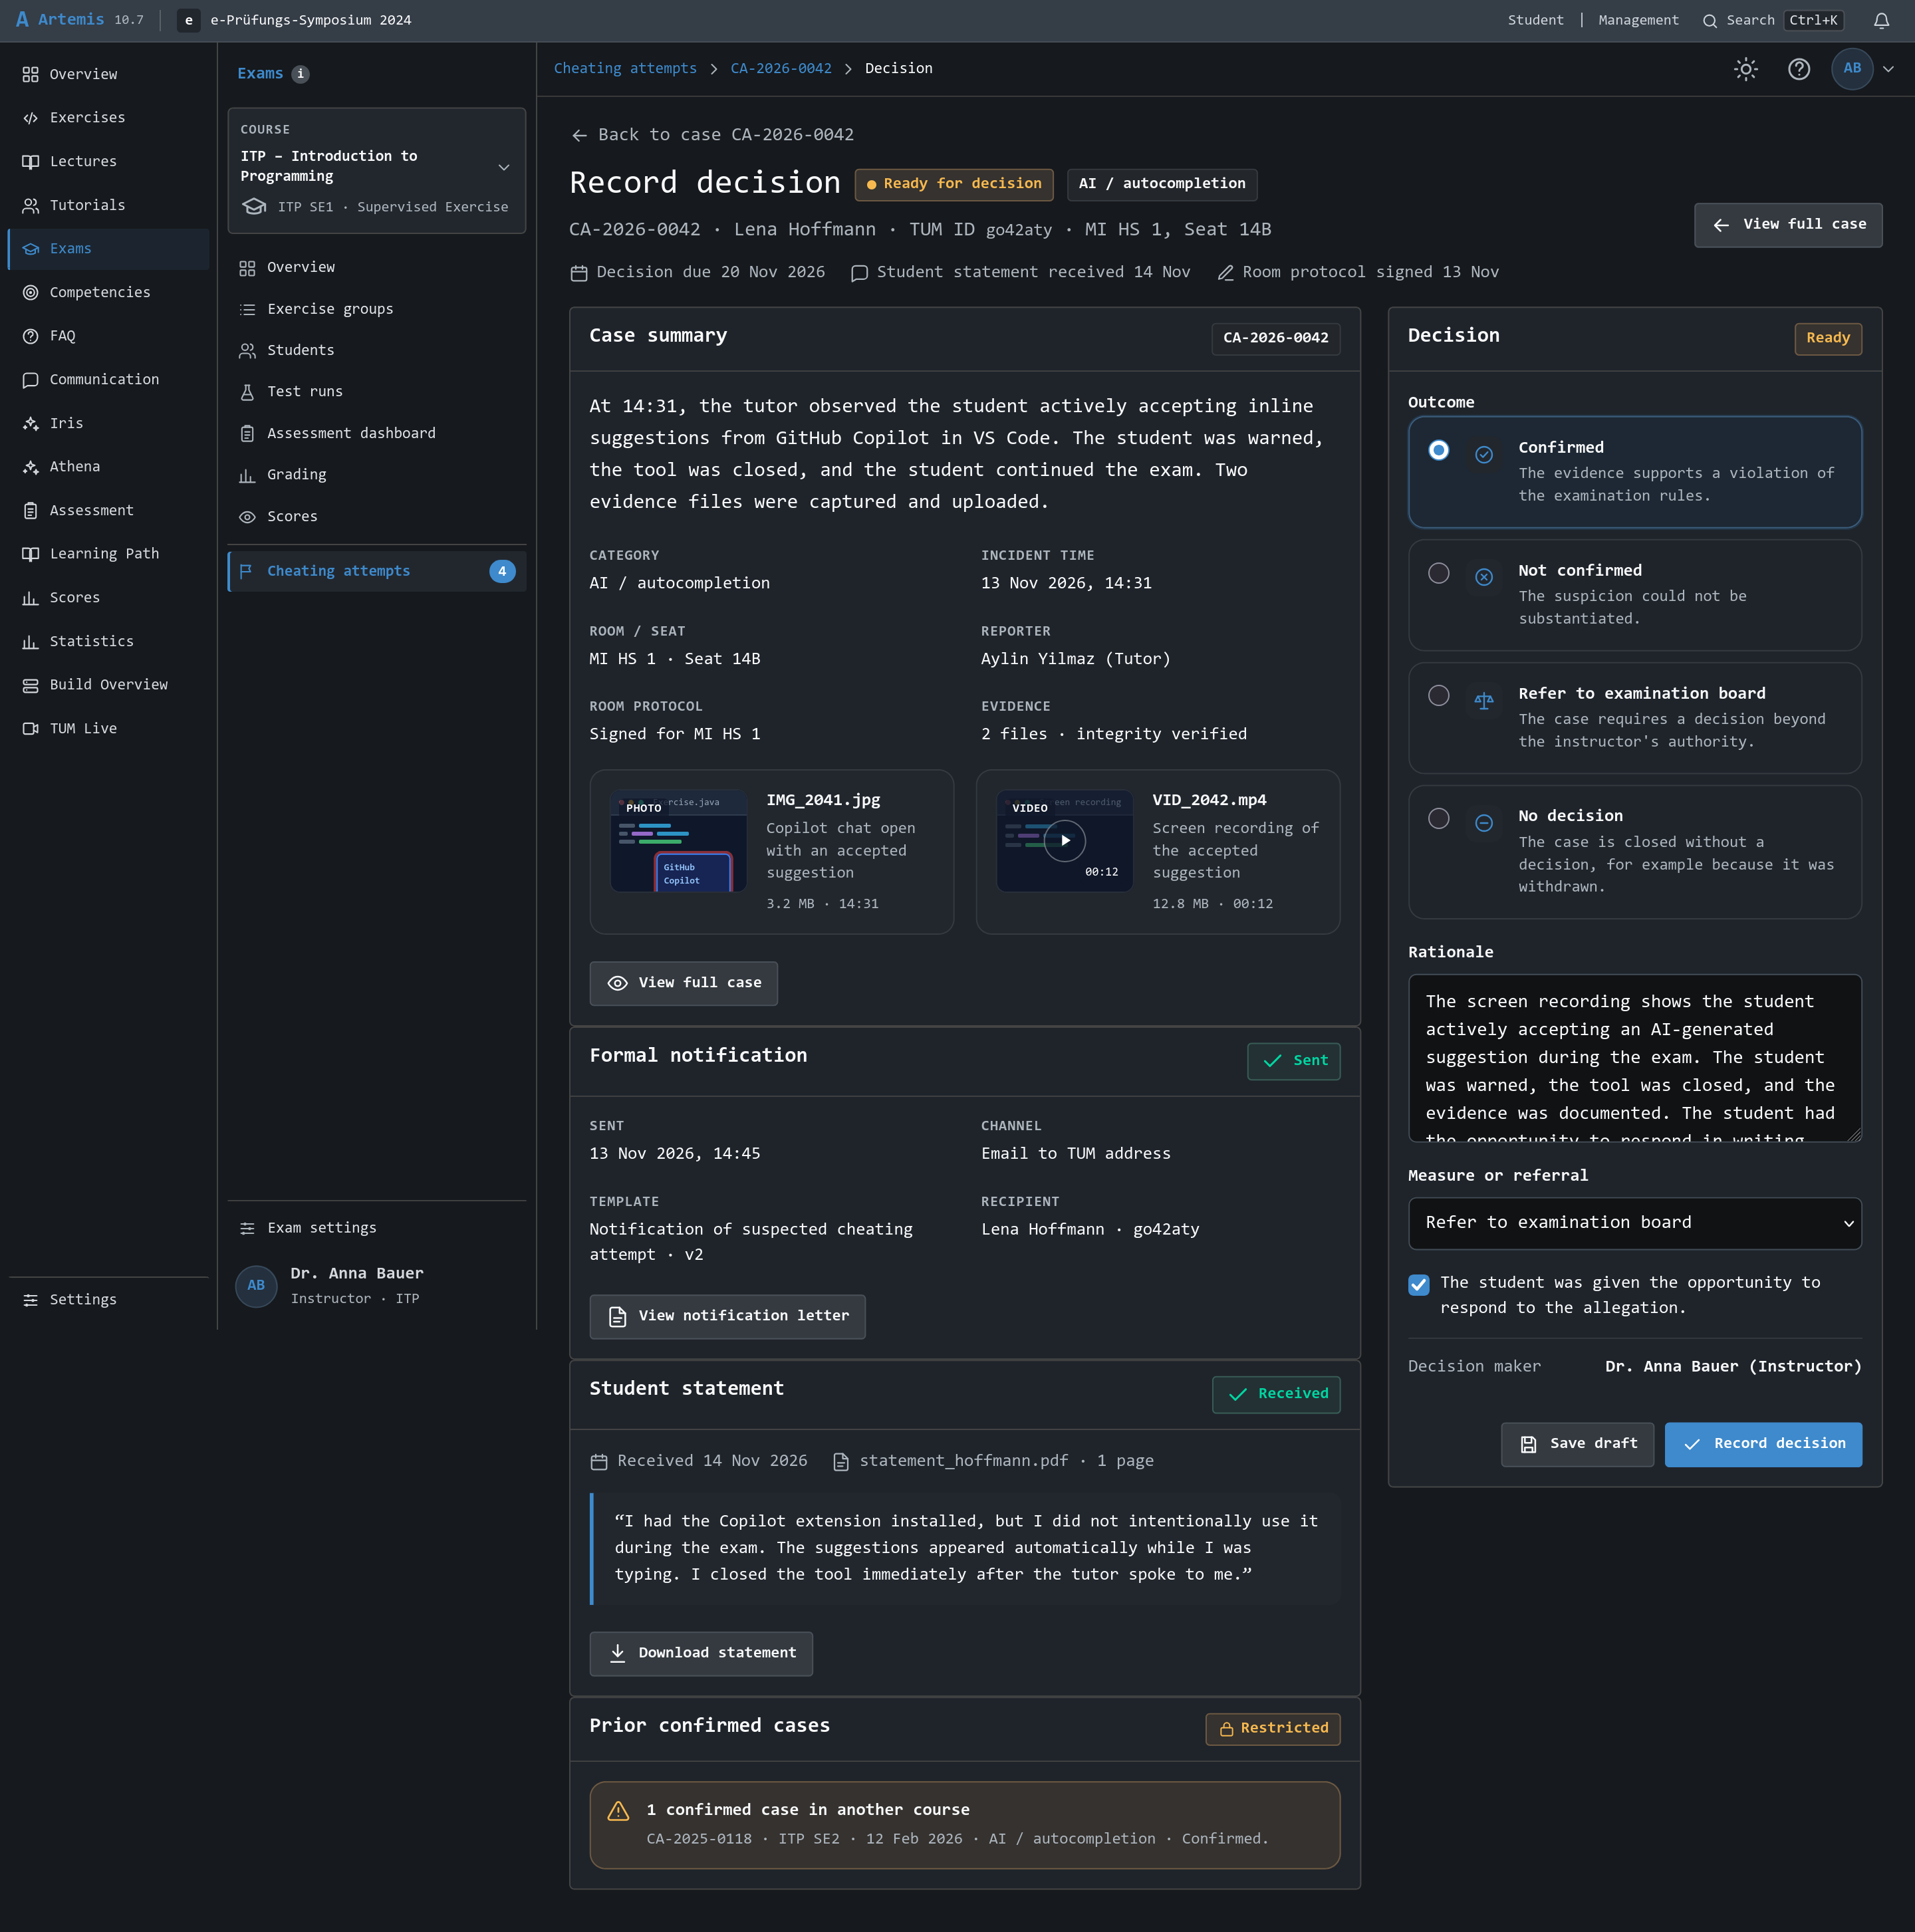 Artemis 10.7
e
e-Prüfungs-Symposium 2024
Student | Management
Search Ctrl+K
Overview
Exercises
Lectures
Tutorials
Exams
Competencies
FAQ
Communication
Iris
Athena
Assessment
Learning Path
Scores
Statistics
Build Overview
TUM Live
Settings
Exams i
COURSE
ITP – Introduction to
Programming
ITP SE1 · Supervised Exercise
Overview
Exercise groups
Students
Test runs
Assessment dashboard
Grading
Scores
Cheating attempts 4
Exam settings
AB
Dr. Anna Bauer
Instructor · ITP
Cheating attempts > CA-2026-0042 > Decision
AB
Back to case CA-2026-0042
Record decision
Ready for decision
AI / autocompletion
CA-2026-0042 · Lena Hoffmann · TUM ID go42aty · MI HS 1, Seat 14B
View full case
Decision due 20 Nov 2026
Student statement received 14 Nov
Room protocol signed 13 Nov
Case summary
CA-2026-0042
At 14:31, the tutor observed the student actively accepting inline
suggestions from GitHub Copilot in VS Code. The student was warned,
the tool was closed, and the student continued the exam. Two
evidence files were captured and uploaded.
CATEGORY
AI / autocompletion
INCIDENT TIME
13 Nov 2026, 14:31
ROOM / SEAT
MI HS 1 · Seat 14B
REPORTER
Aylin Yilmaz (Tutor)
ROOM PROTOCOL
Signed for MI HS 1
EVIDENCE
2 files · integrity verified
PHOTO
rcise.java
GitHub
Copilot
IMG_2041.jpg
Copilot chat open
with an accepted
suggestion
3.2 MB · 14:31
VIDEO
een recording
00:12
VID_2042.mp4
Screen recording of
the accepted
suggestion
12.8 MB · 00:12
View full case
Formal notification
Sent
SENT
13 Nov 2026, 14:45
CHANNEL
Email to TUM address
TEMPLATE
Notification of suspected cheating
attempt · v2
RECIPIENT
Lena Hoffmann · go42aty
View notification letter
Student statement
Received
Received 14 Nov 2026
statement_hoffmann.pdf · 1 page
“I had the Copilot extension installed, but I did not intentionally use it
during the exam. The suggestions appeared automatically while I was
typing. I closed the tool immediately after the tutor spoke to me.”
Download statement
Prior confirmed cases
Restricted
1 confirmed case in another course
CA-2025-0118 · ITP SE2 · 12 Feb 2026 · AI / autocompletion · Confirmed.
Decision
Ready
Outcome
Confirmed
The evidence supports a violation of
the examination rules.
Not confirmed
The suspicion could not be
substantiated.
Refer to examination board
The case requires a decision beyond
the instructor's authority.
No decision
The case is closed without a
decision, for example because it was
withdrawn.
Rationale
The screen recording shows the student
actively accepting an AI-generated
suggestion during the exam. The student
was warned, the tool was closed, and the
evidence was documented. The student had
the opportunity to respond in writing
Measure or referral
Refer to examination board
The student was given the opportunity to
respond to the allegation.
Decision maker
Dr. Anna Bauer (Instructor)
Save draft
Record decision